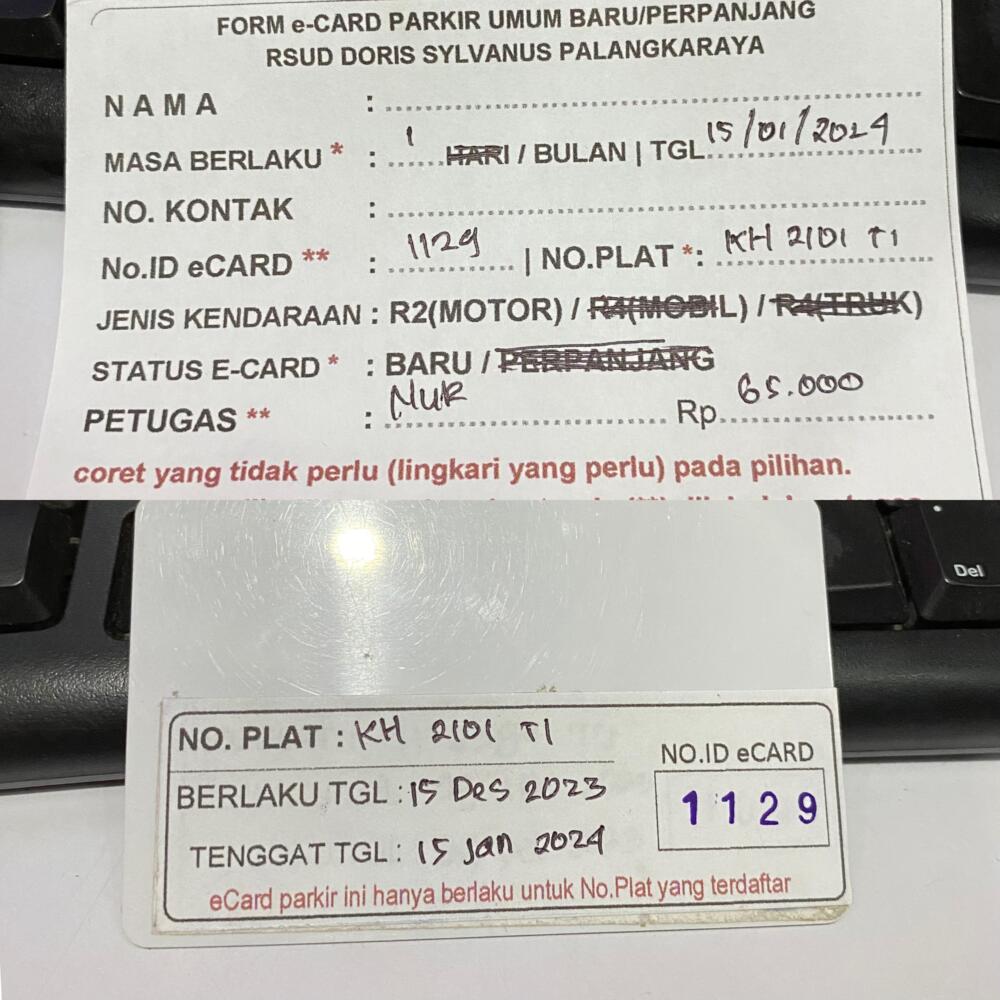 FORM e-CARD PARKIR UMUM BARU/PERPANJANG
RSUD DORIS SYLVANUS PALANGKARAYA
NAMA :
MASA BERLAKU * : 1 HARI / BULAN | TGL. 15/01/2024
NO. KONTAK :
No.ID eCARD ** : 1129 | NO.PLAT *: KH 2101 TI
JENIS KENDARAAN : R2(MOTOR) / R4(MOBIL) / R4(TRUK)
STATUS E-CARD * : BARU / PERPANJANG
PETUGAS ** : NUR Rp. 65.000
coret yang tidak perlu (lingkari yang perlu) pada pilihan.
Del
NO. PLAT : KH 2101 TI
BERLAKU TGL : 15 Des 2023
TENGGAT TGL : 15 Jan 2024
NO.ID eCARD
1129
eCard parkir ini hanya berlaku untuk No.Plat yang terdaftar